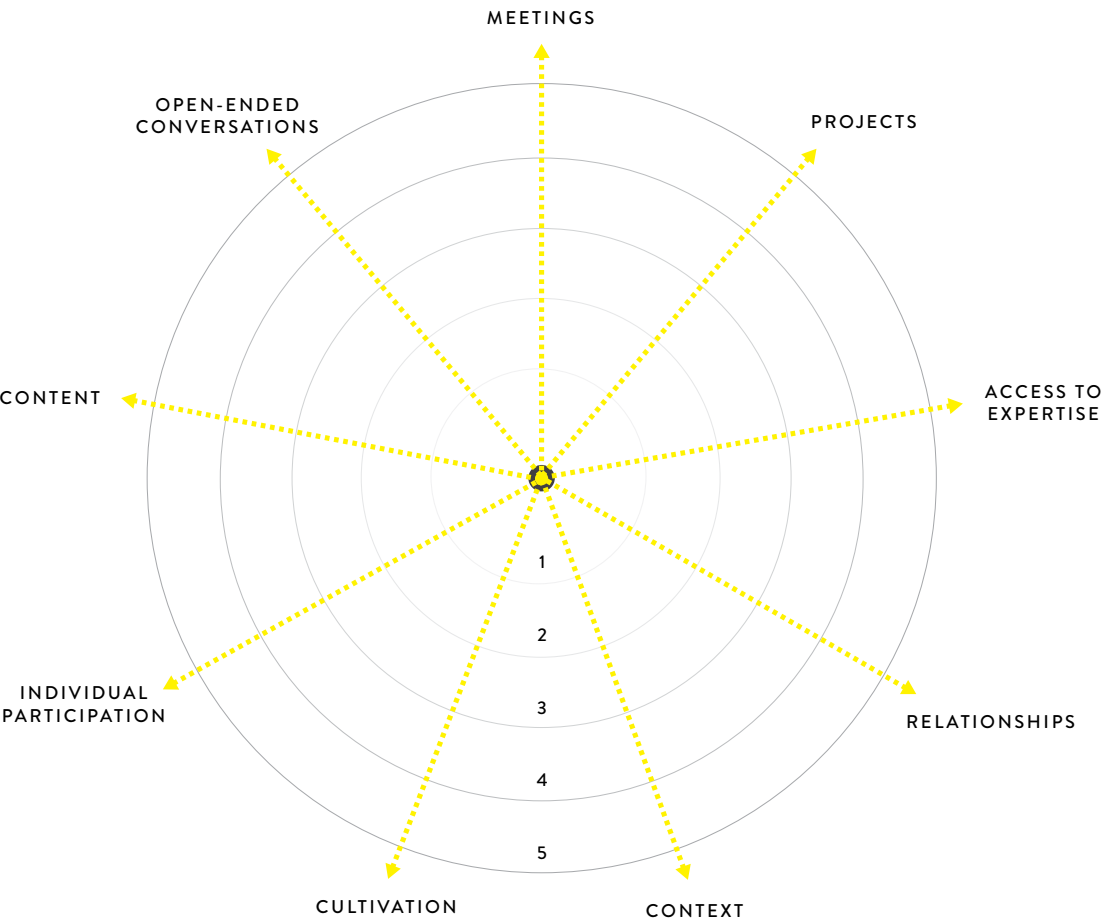 MEETINGS
OPEN-ENDED
CONVERSATIONS
PROJECTS
CONTENT
ACCESS TO
EXPERTISE
1
2
INDIVIDUAL
PARTICIPATION
3
RELATIONSHIPS
4
5
CULTIVATION
CONTEXT